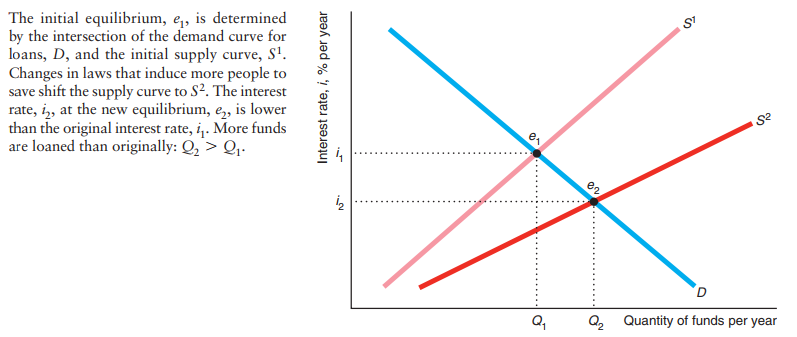 The initial equilibrium, e₁, is determined
by the intersection of the demand curve for
loans, D, and the initial supply curve, S¹.
Changes in laws that induce more people to
save shift the supply curve to S². The interest
rate, i₂, at the new equilibrium, e₂, is lower
than the original interest rate, i₁. More funds
are loaned than originally: Q₂ > Q₁.
Interest rate, i, % per year
S¹
S²
e₁
i₁
e₂
i₂
D
Q₁
Q₂
Quantity of funds per year